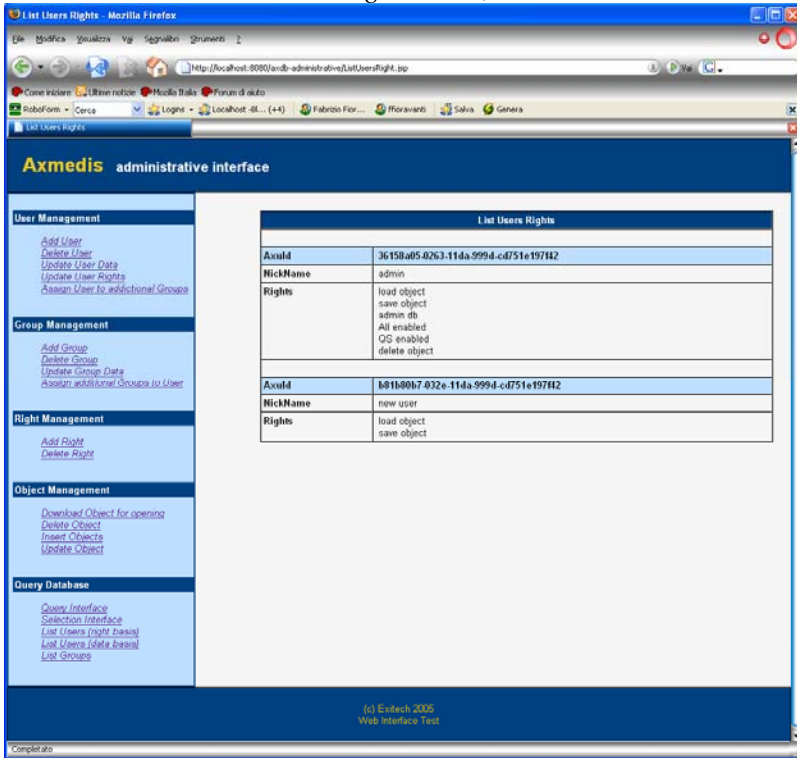 List Users Rights - Mozilla Firefox
File Modifica Visualizza Vai Segnalibri Strumenti ?
http://localhost:8080/axdb-administrative/ListUsersRight.jsp Vai
Come iniziare Ultime notizie Mozilla Italia Forum di aiuto
RoboForm Cerca Logins Localhost -8l... (+4) Fabrizio Fior... ffioravanti Salva Genera
List Users Rights
Axmedis administrative interface
User Management
Add User
Delete User
Update User Data
Update User Rights
Assign User to addictional Groups
Group Management
Add Group
Delete Group
Update Group Data
Assign additional Groups to User
Right Management
Add Right
Delete Right
Object Management
Download Object for opening
Delete Object
Insert Objects
Update Object
Query Database
Query Interface
Selection Interface
List Users (right basis)
List Users (data basis)
List Groups
List Users Rights
AxuId 36158a05-0263-11da-999d-cd751e197f42
NickName admin
Rights load object
save object
admin db
All enabled
QS enabled
delete object
AxuId b81b80b7-032e-11da-999d-cd751e197f42
NickName new user
Rights load object
save object
(c) Exitech 2005
Web Interface Test
Completato